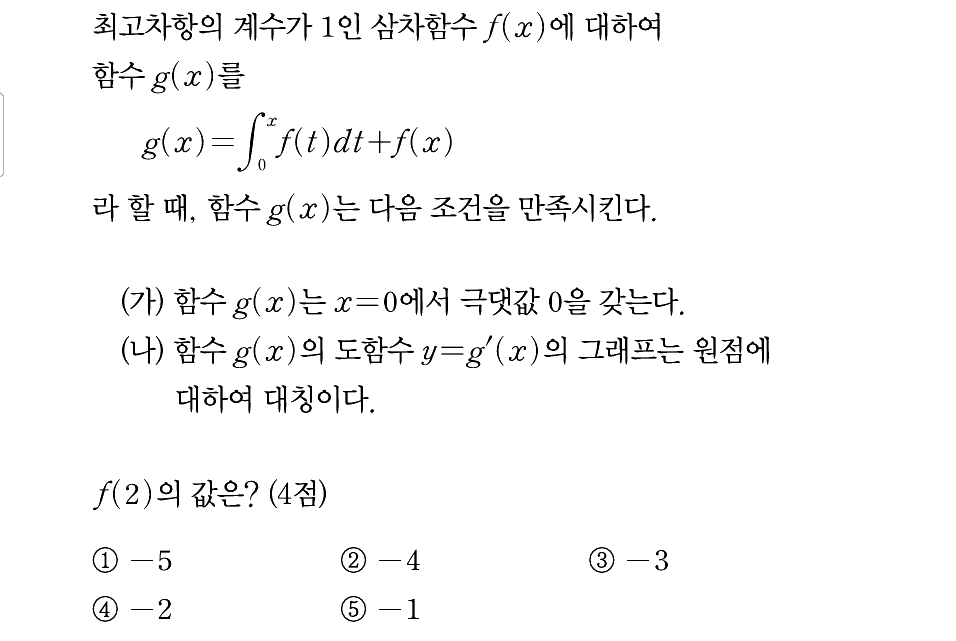 최고차항의 계수가 1인 삼차함수 f(x)에 대하여
함수 g(x)를
g(x)=∫₀ˣ f(t)dt+f(x)
라 할 때, 함수 g(x)는 다음 조건을 만족시킨다.
(가) 함수 g(x)는 x=0에서 극댓값 0을 갖는다.
(나) 함수 g(x)의 도함수 y=g′(x)의 그래프는 원점에
대하여 대칭이다.
f(2)의 값은? (4점)
① −5 ② −4 ③ −3
④ −2 ⑤ −1